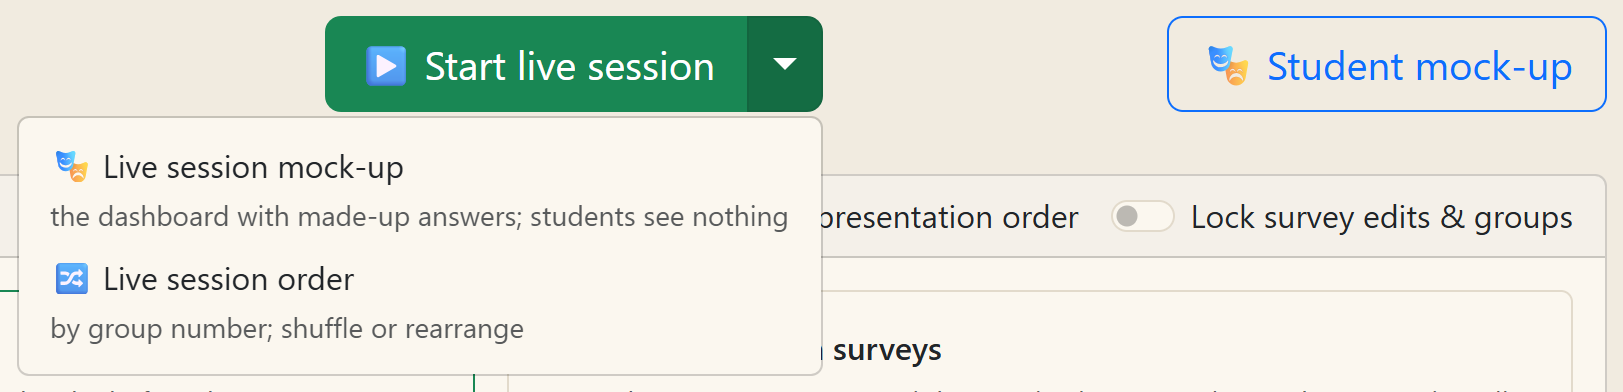 Start live session
Student mock-up
Live session mock-up
the dashboard with made-up answers; students see nothing
presentation order
Lock survey edits & groups
Live session order
by group number; shuffle or rearrange
surveys